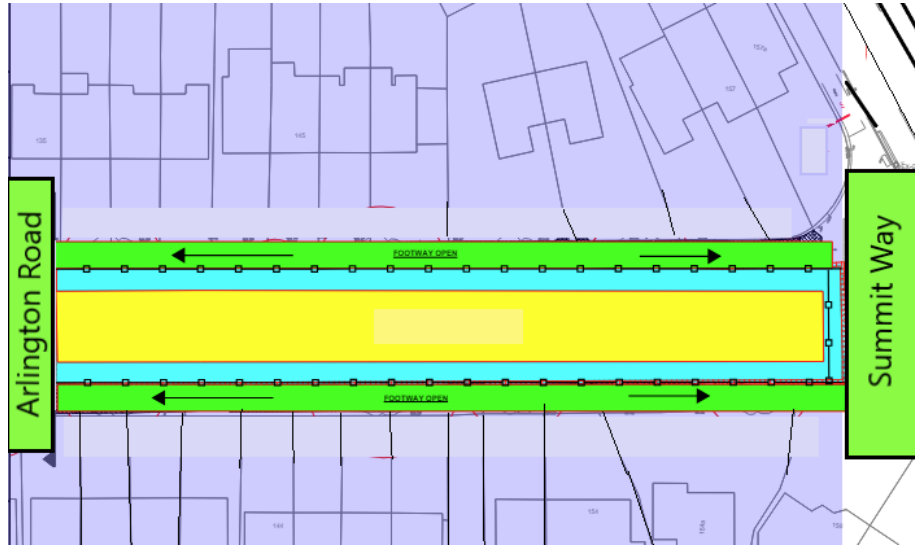 157a
157
145
135
Arlington Road
FOOTWAY OPEN
Summit Way
FOOTWAY OPEN
144
154
154a